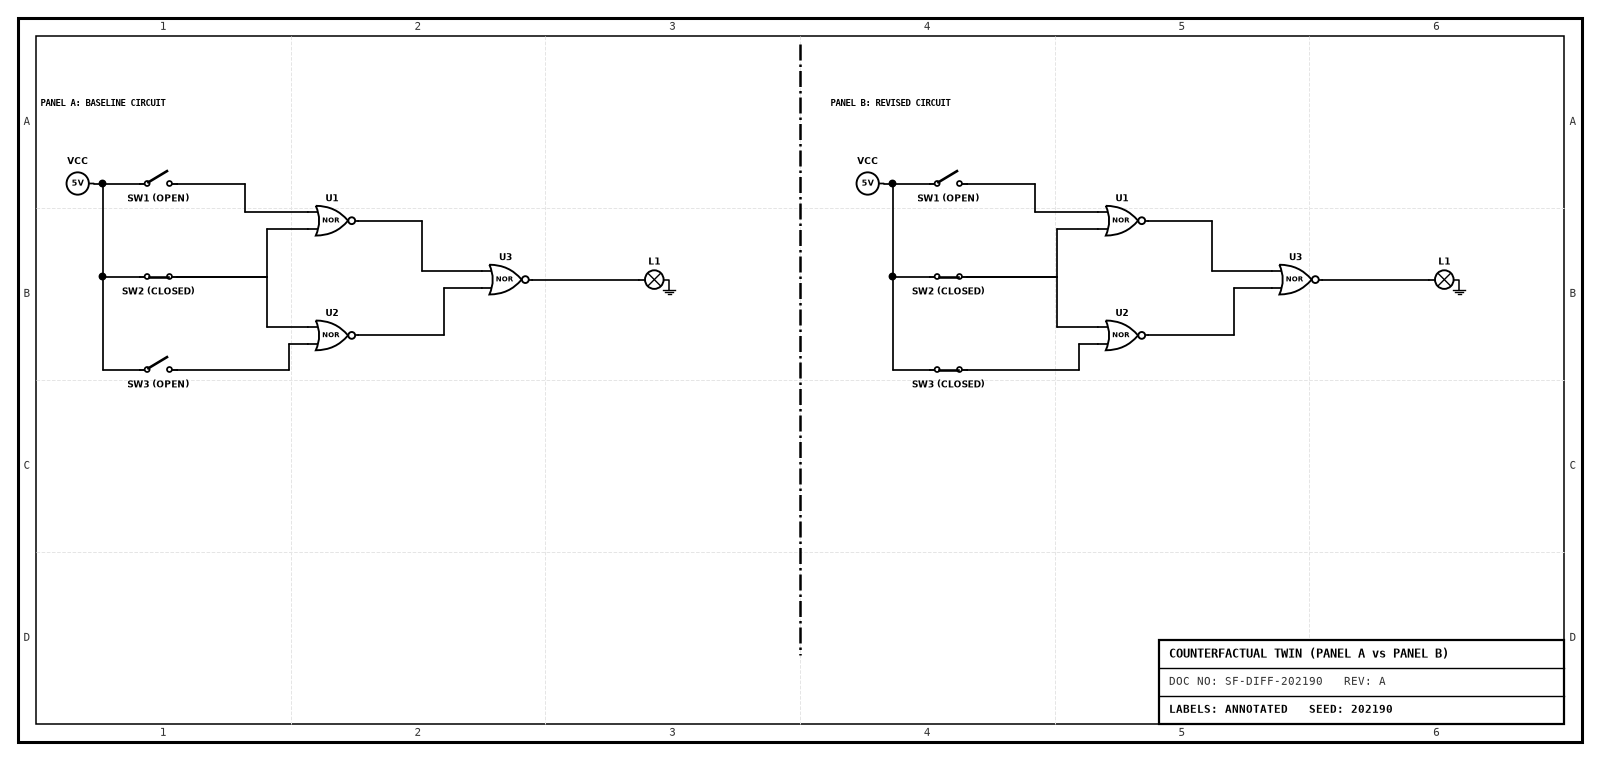 1 2 3 4 5 6
PANEL A: BASELINE CIRCUIT
PANEL B: REVISED CIRCUIT
A
A
VCC
5V
SW1 (OPEN)
U1
NOR
U3
NOR
L1
SW2 (CLOSED)
U2
NOR
SW3 (OPEN)
VCC
5V
SW1 (OPEN)
U1
NOR
U3
NOR
L1
SW2 (CLOSED)
U2
NOR
SW3 (CLOSED)
B
B
C
C
D
D
COUNTERFACTUAL TWIN (PANEL A vs PANEL B)
DOC NO: SF-DIFF-202190 REV: A
LABELS: ANNOTATED SEED: 202190
1 2 3 4 5 6